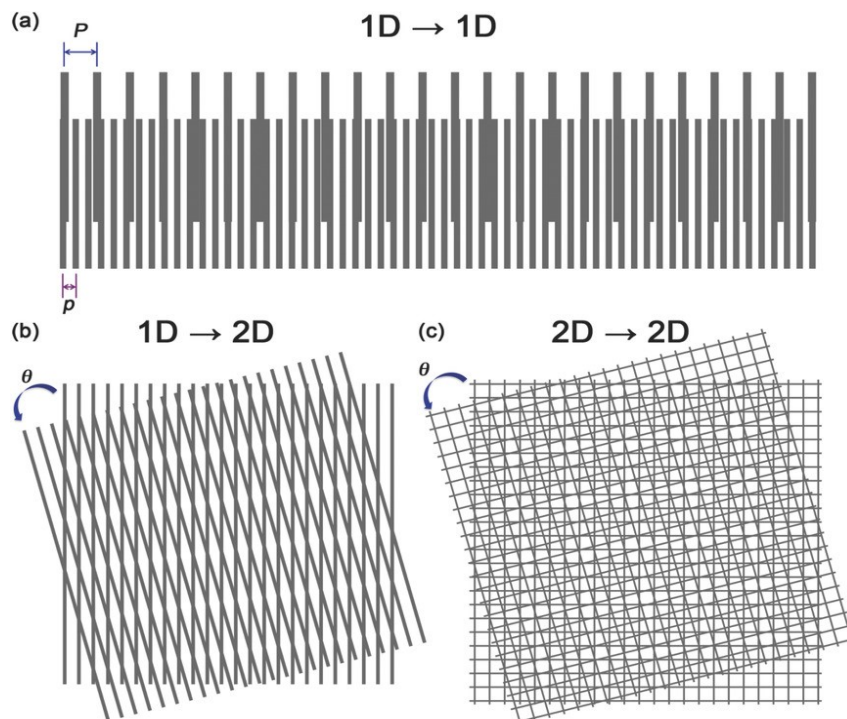 (a)
1D → 1D
P
p
(b)
1D → 2D
θ
(c)
2D → 2D
θ